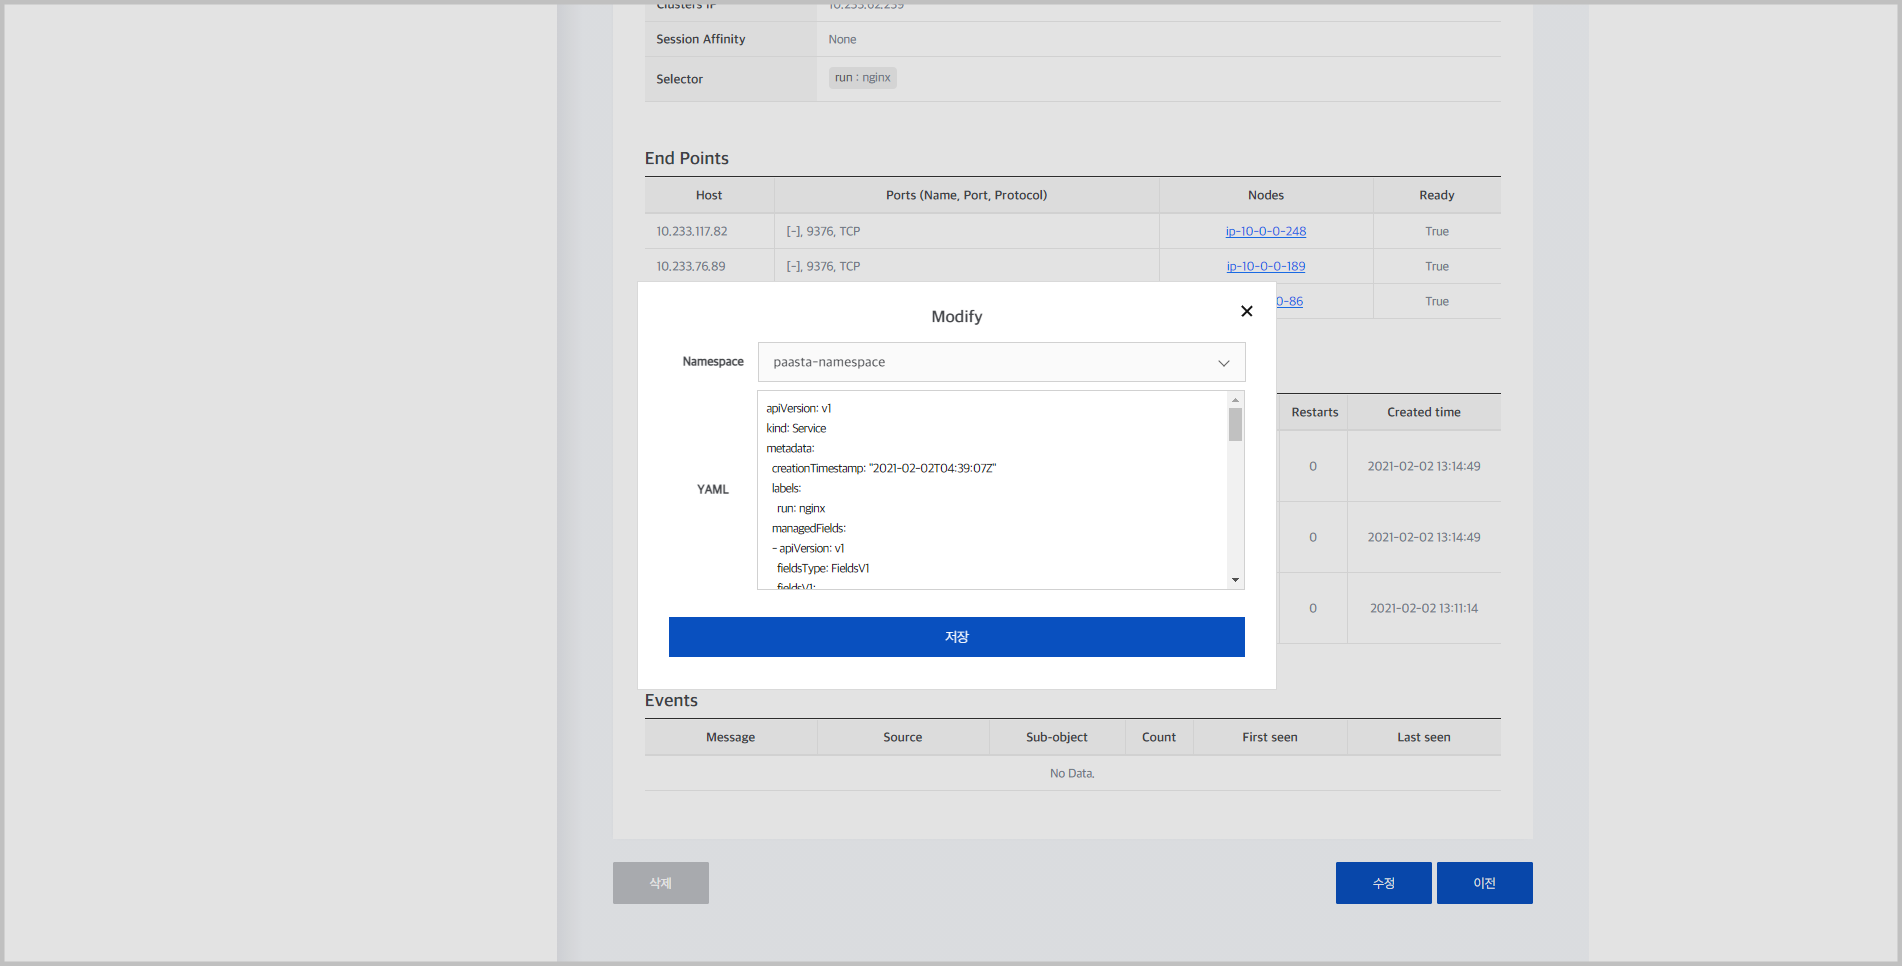 Clusters IP 10.233.62.239
Session Affinity None
Selector run : nginx
End Points
Host Ports (Name, Port, Protocol) Nodes Ready
10.233.117.82 [-], 9376, TCP ip-10-0-0-248 True
10.233.76.89 [-], 9376, TCP ip-10-0-0-189 True
0-86 True
Modify
Namespace paasta-namespace
YAML
apiVersion: v1
kind: Service
metadata:
creationTimestamp: "2021-02-02T04:39:07Z"
labels:
run: nginx
managedFields:
- apiVersion: v1
fieldsType: FieldsV1
fieldsV1:
저장
Restarts Created time
0 2021-02-02 13:14:49
0 2021-02-02 13:14:49
0 2021-02-02 13:11:14
Events
Message Source Sub-object Count First seen Last seen
No Data.
삭제 수정 이전